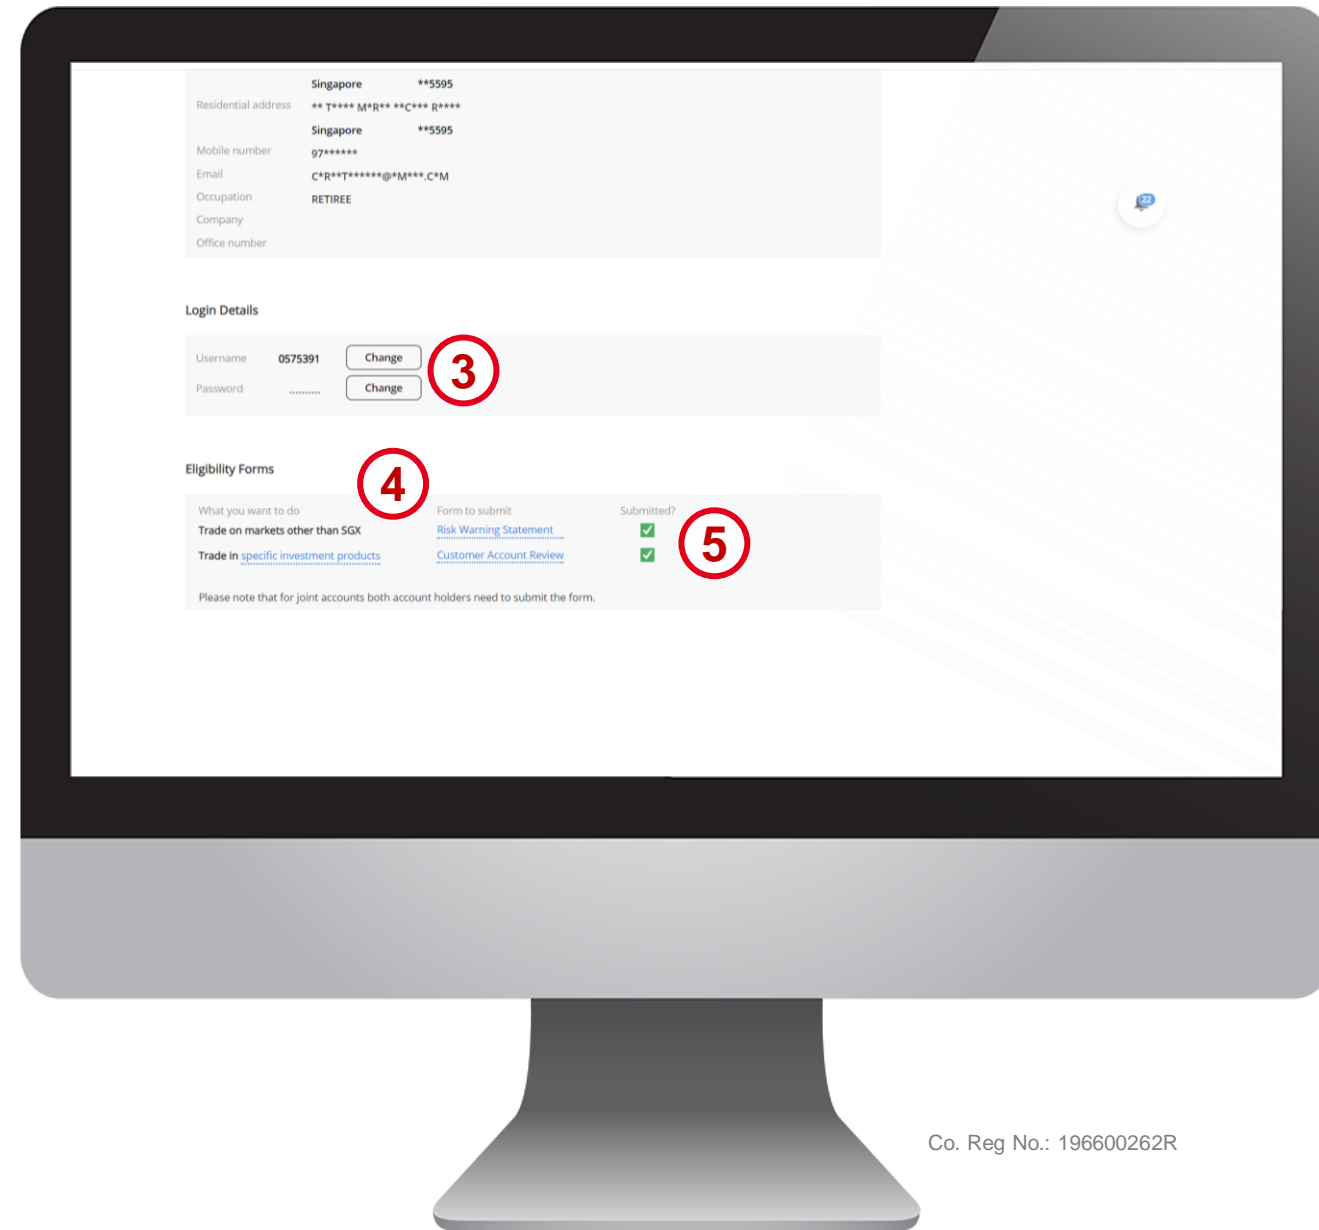 Singapore **5595
Residential address ** T**** M*R** **C*** R****
Singapore **5595
Mobile number 97******
Email C*R**T******@*M***.C*M
Occupation RETIREE
Company
Office number
22
Login Details
Username 0575391 Change
Password .......... Change
3
Eligibility Forms
4
What you want to do Form to submit Submitted?
Trade on markets other than SGX Risk Warning Statement
Trade in specific investment products Customer Account Review
5
Please note that for joint accounts both account holders need to submit the form.
Co. Reg No.: 196600262R